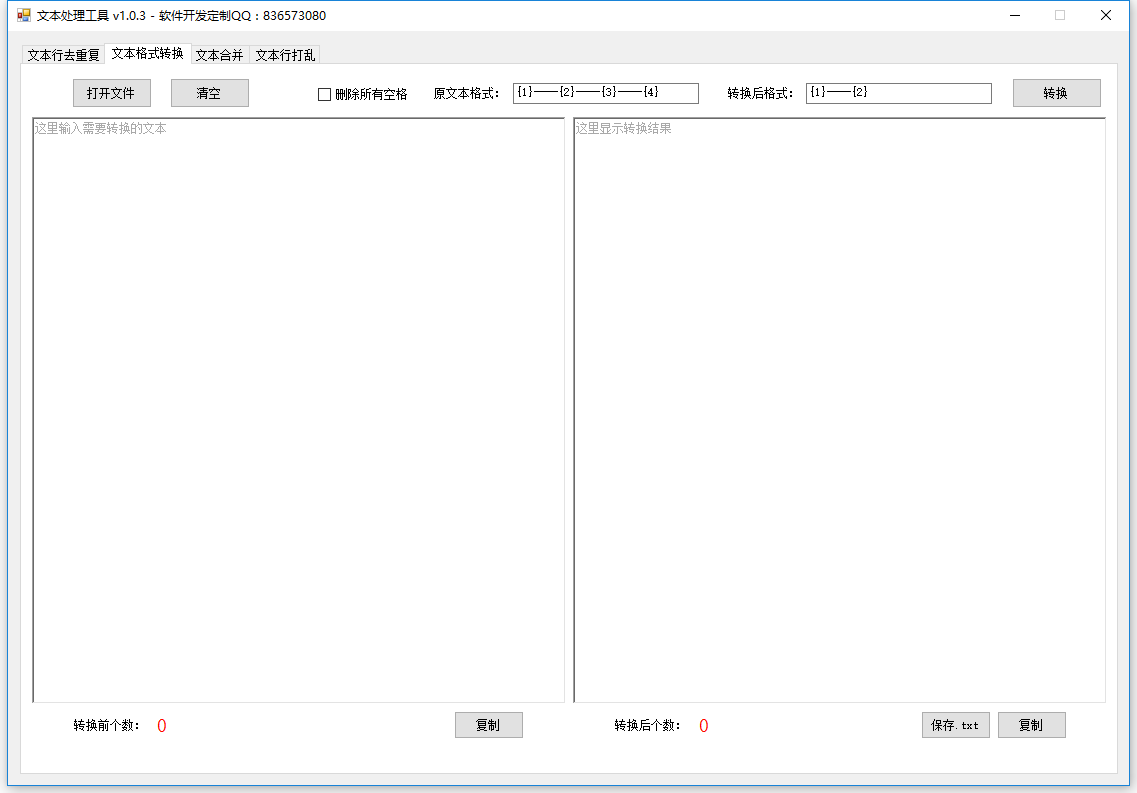 文本处理工具 v1.0.3 - 软件开发定制QQ：836573080
文本行去重复 文本格式转换 文本合并 文本行打乱
打开文件 清空 删除所有空格 原文本格式： {1}——{2}——{3}——{4} 转换后格式： {1}——{2} 转换
这里输入需要转换的文本 这里显示转换结果
转换前个数： 0 复制 转换后个数： 0 保存.txt 复制